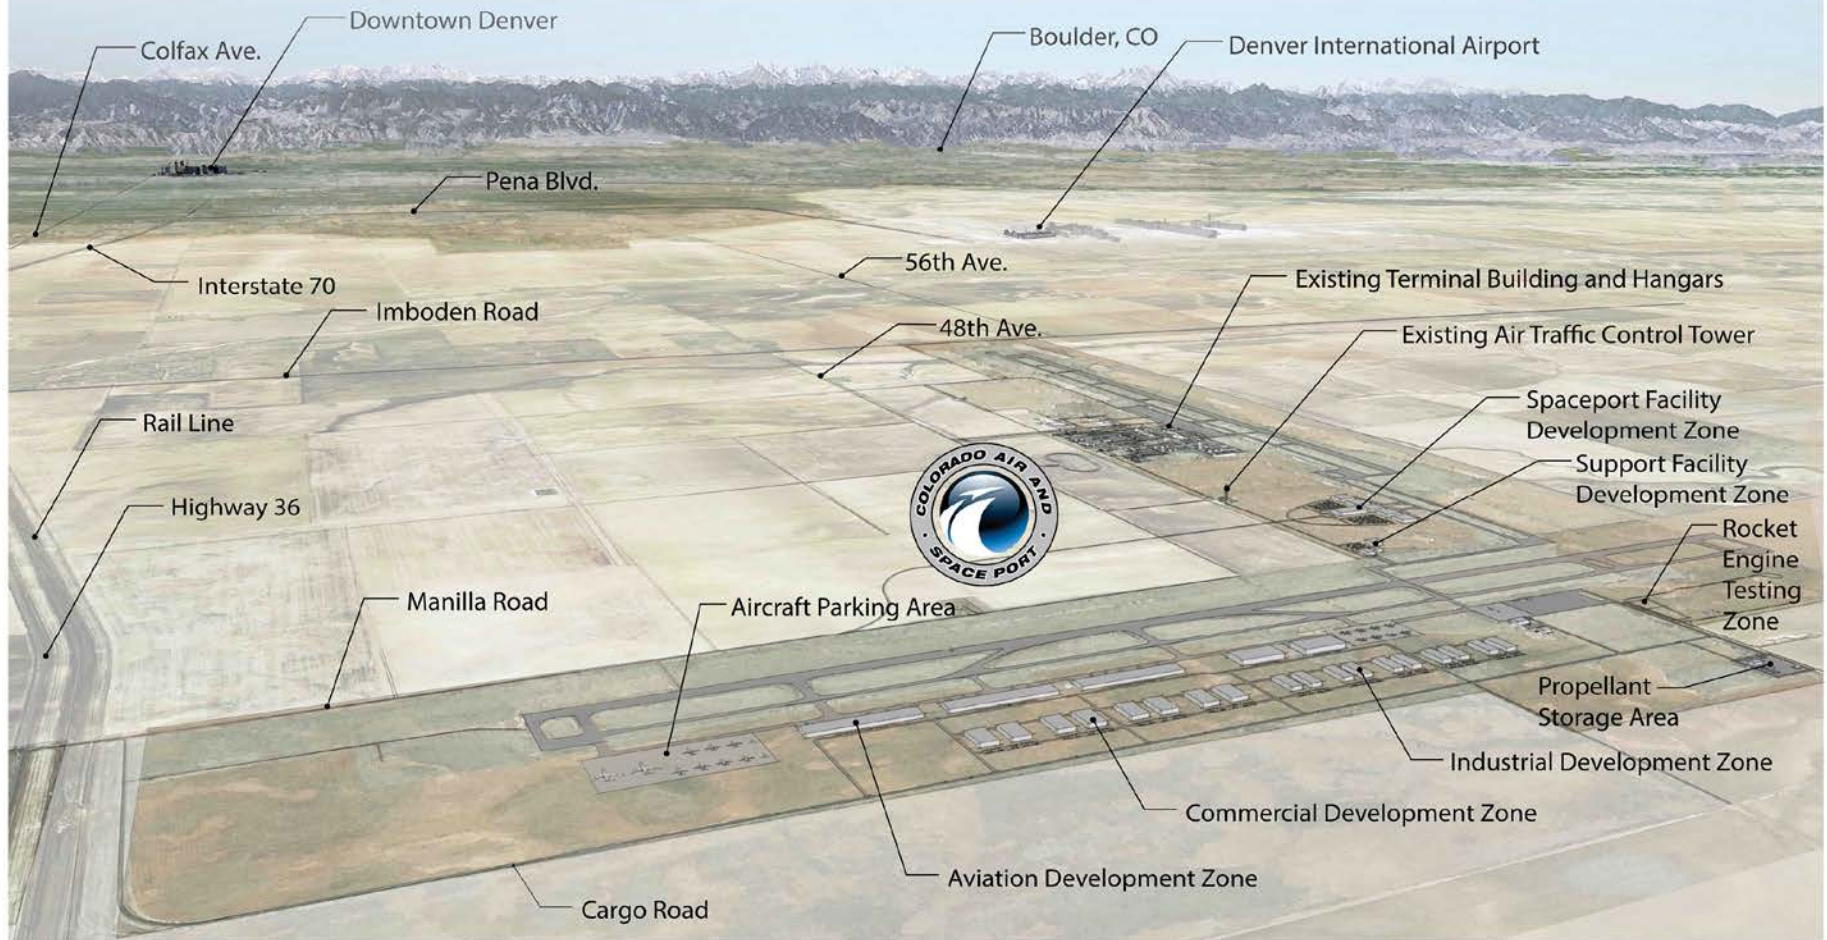 Downtown Denver
Colfax Ave.
Boulder, CO
Denver International Airport
Pena Blvd.
56th Ave.
Interstate 70
Existing Terminal Building and Hangars
Imboden Road
48th Ave.
Existing Air Traffic Control Tower
Spaceport Facility
Development Zone
Rail Line
Support Facility
Development Zone
COLORADO AIR AND
SPACE PORT
Highway 36
Rocket
Engine
Testing
Zone
Manilla Road
Aircraft Parking Area
Propellant
Storage Area
Industrial Development Zone
Commercial Development Zone
Aviation Development Zone
Cargo Road